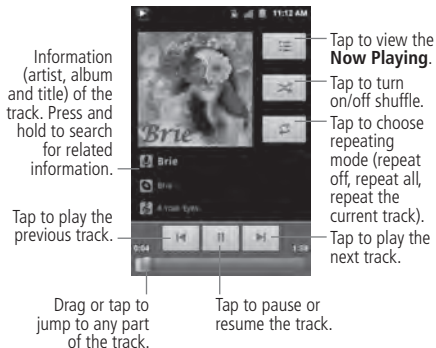 11:12 AM
Information
(artist, album
and title) of the
track. Press and
hold to search
for related
information.
Tap to view the
Now Playing.
Tap to turn
on/off shuffle.
Tap to choose
repeating
mode (repeat
off, repeat all,
repeat the
current track).
Brie
Brie
Brie
Tap to play the
previous track.
Tap to play the
next track.
0:04
1:59
Drag or tap to
jump to any part
of the track.
Tap to pause or
resume the track.